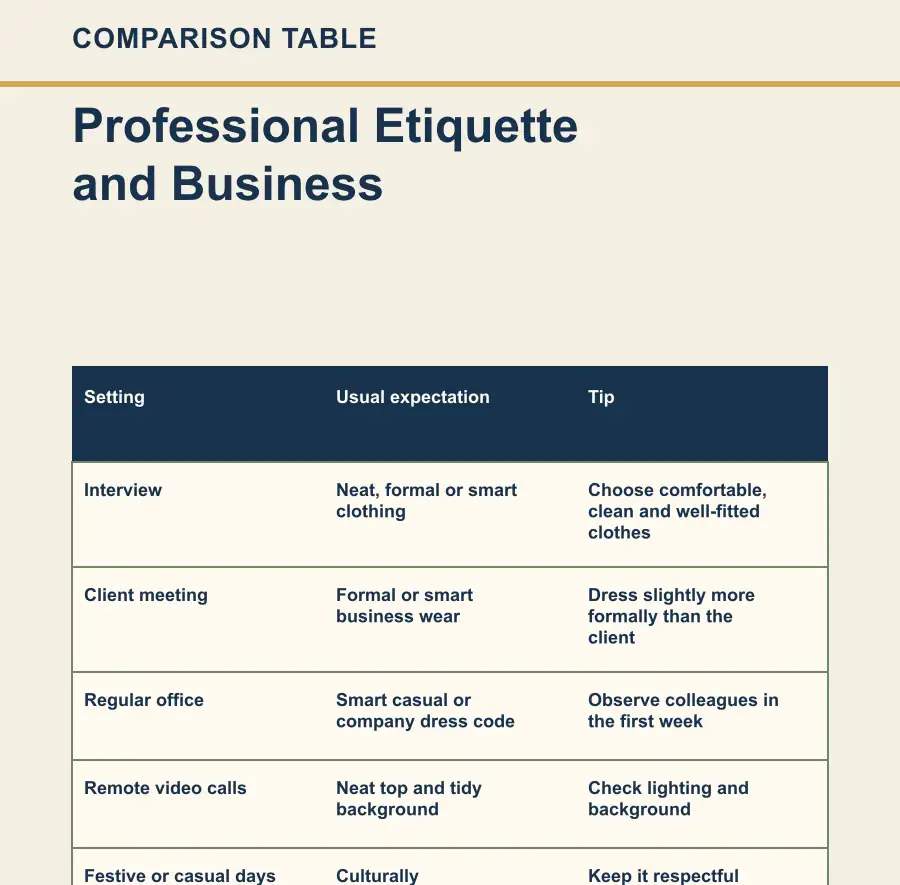 COMPARISON TABLE
Professional Etiquette
and Business
Setting
Usual expectation
Tip
Interview
Neat, formal or smart
clothing
Choose comfortable,
clean and well-fitted
clothes
Client meeting
Formal or smart
business wear
Dress slightly more
formally than the
client
Regular office
Smart casual or
company dress code
Observe colleagues in
the first week
Remote video calls
Neat top and tidy
background
Check lighting and
background
Festive or casual days
Culturally
Keep it respectful